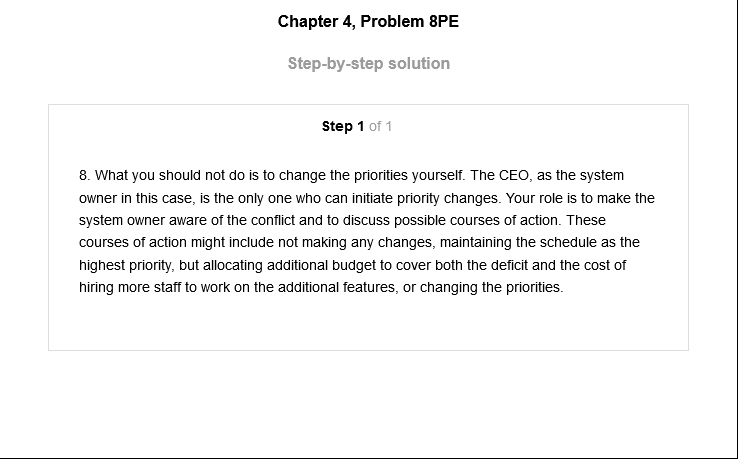 Chapter 4, Problem 8PE
Step-by-step solution
Step 1 of 1
8. What you should not do is to change the priorities yourself. The CEO, as the system
owner in this case, is the only one who can initiate priority changes. Your role is to make the
system owner aware of the conflict and to discuss possible courses of action. These
courses of action might include not making any changes, maintaining the schedule as the
highest priority, but allocating additional budget to cover both the deficit and the cost of
hiring more staff to work on the additional features, or changing the priorities.